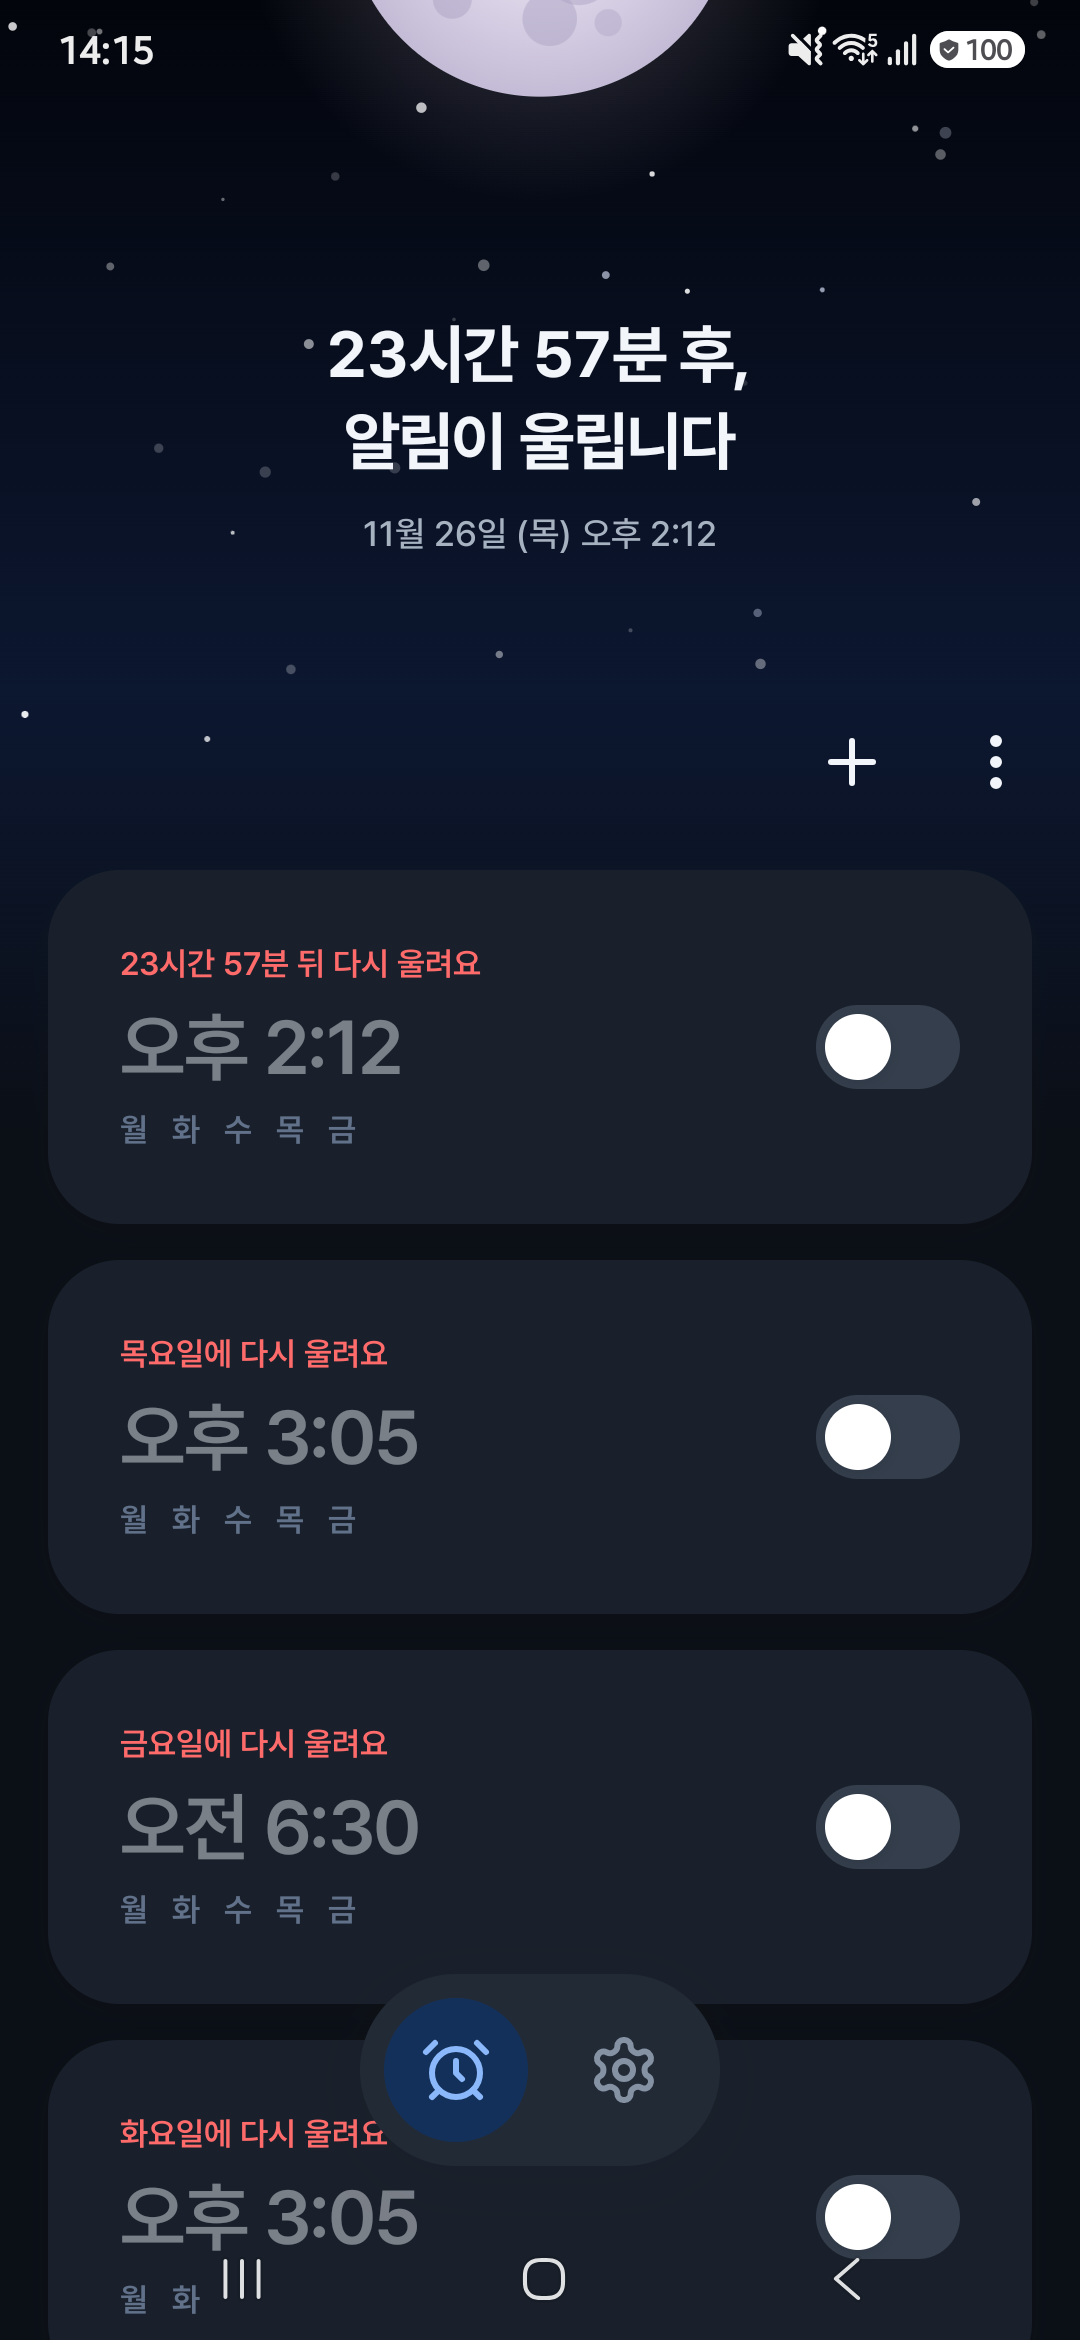 14:15
5
100
23시간 57분 후,
알림이 울립니다
11월 26일 (목) 오후 2:12
23시간 57분 뒤 다시 울려요
오후 2:12
월 화 수 목 금
목요일에 다시 울려요
오후 3:05
월 화 수 목 금
금요일에 다시 울려요
오전 6:30
월 화 수 목 금
화요일에 다시 울려요
오후 3:05
월 화